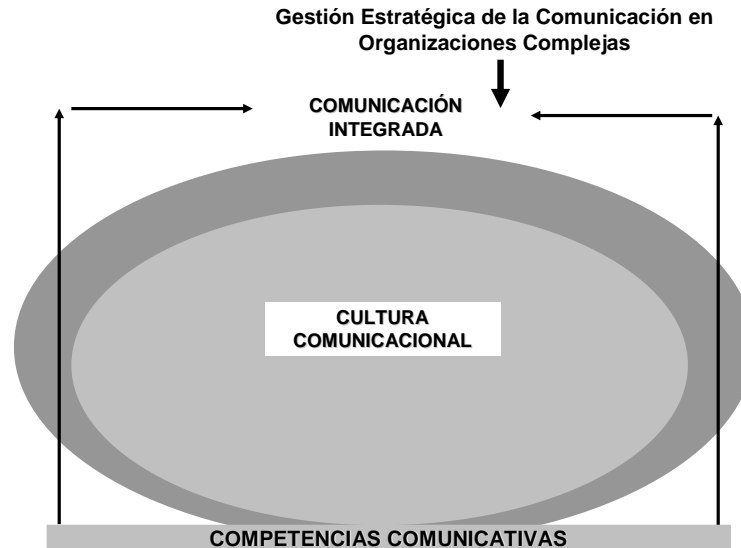 Gestión Estratégica de la Comunicación en
Organizaciones Complejas
COMUNICACIÓN
INTEGRADA
CULTURA
COMUNICACIONAL
COMPETENCIAS COMUNICATIVAS